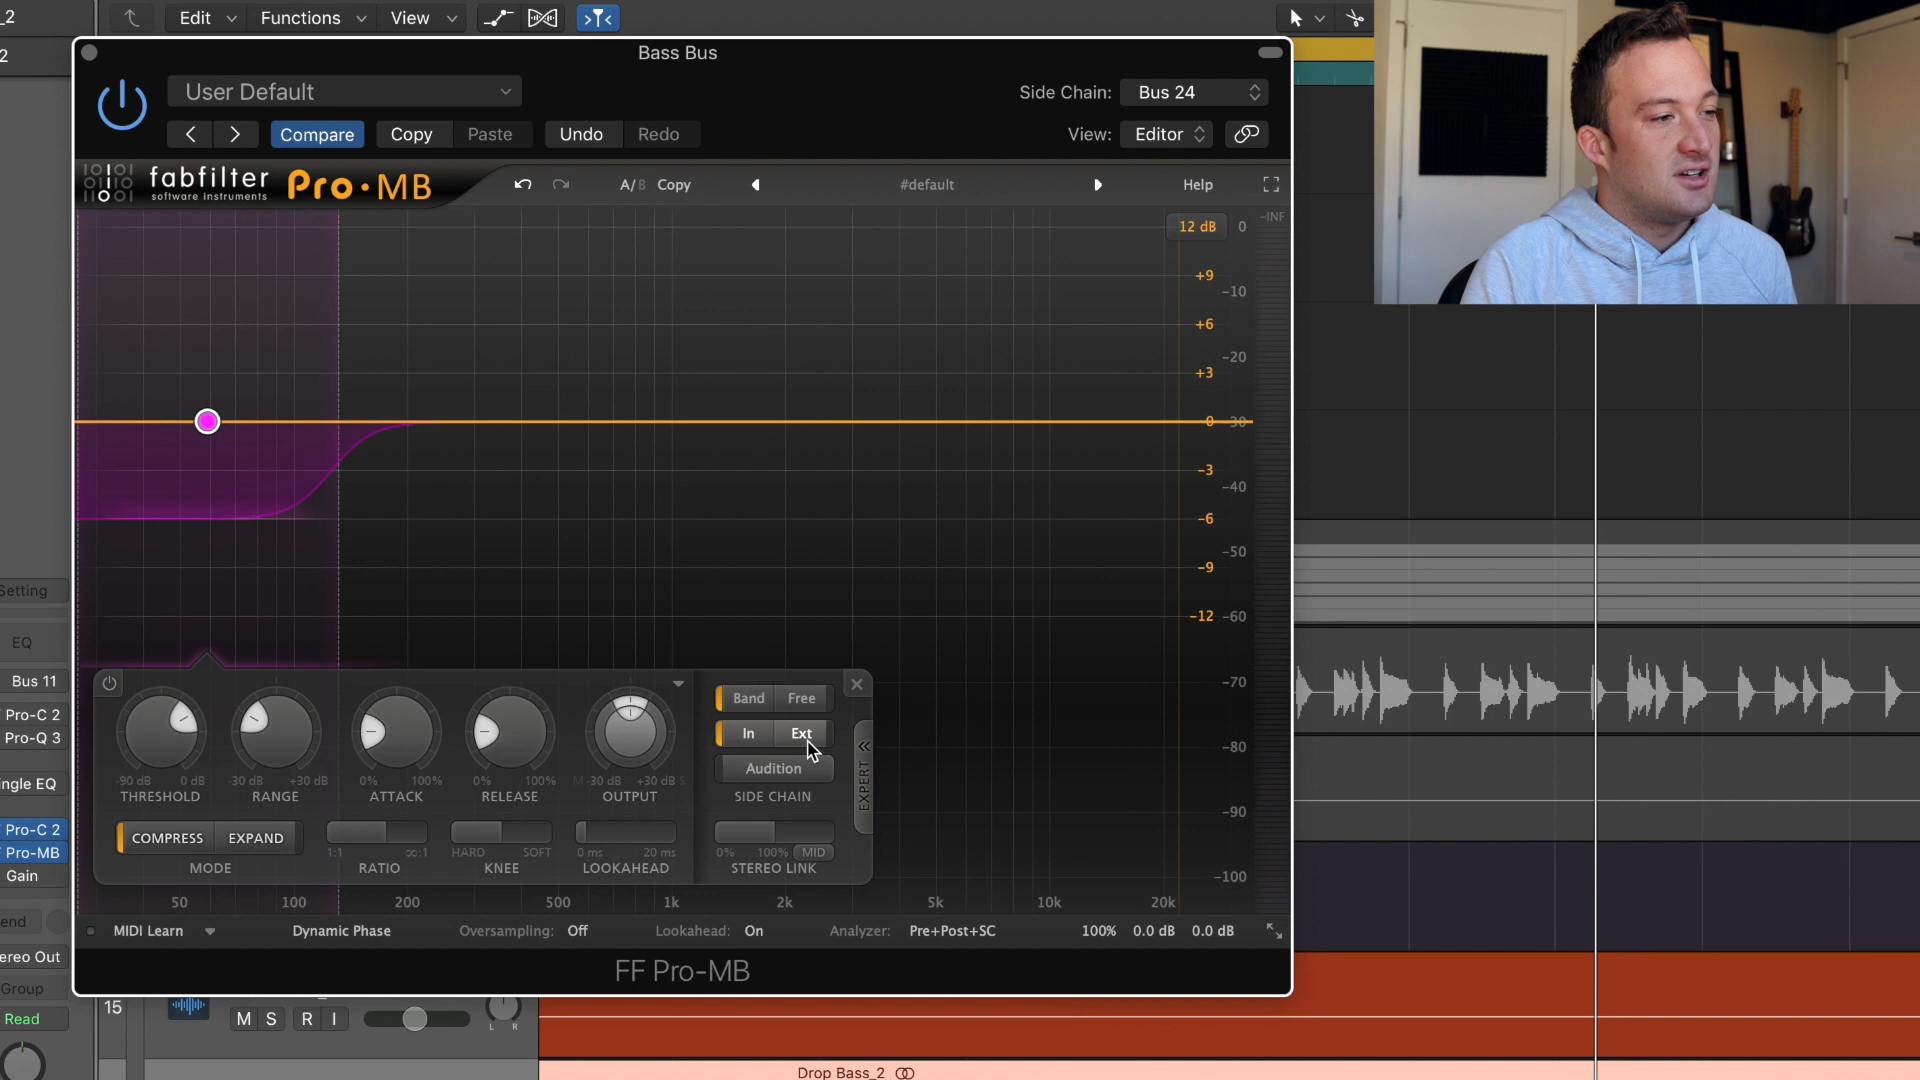 _2
Edit
Functions
View
2
Bass Bus
User Default
Side Chain:
Bus 24
Compare
Copy
Paste
Undo
Redo
View:
Editor
fabfilter
software instruments
Pro·MB
A/B
Copy
#default
Help
12 dB
0
-INF
+9
-10
+6
-20
+3
0
-30
-3
-40
-6
-50
-9
-12
-60
-70
-80
-90
-100
Setting
EQ
Bus 11
Pro-C 2
Pro-Q 3
ingle EQ
Pro-C 2
Pro-MB
Gain
end
ereo Out
Group
Read
Band
Free
In
Ext
Audition
SIDE CHAIN
EXPERT
-90 dB
0 dB
THRESHOLD
-30 dB
+30 dB
RANGE
0%
100%
ATTACK
0%
100%
RELEASE
M
-30 dB
+30 dB
S
OUTPUT
COMPRESS
EXPAND
MODE
1:1
∞:1
RATIO
HARD
SOFT
KNEE
0 ms
20 ms
LOOKAHEAD
0%
100%
MID
STEREO LINK
50
100
200
500
1k
2k
5k
10k
20k
MIDI Learn
Dynamic Phase
Oversampling:
Off
Lookahead:
On
Analyzer:
Pre+Post+SC
100%
0.0 dB
0.0 dB
FF Pro-MB
15
M
S
R
I
L
R
Drop Bass_2